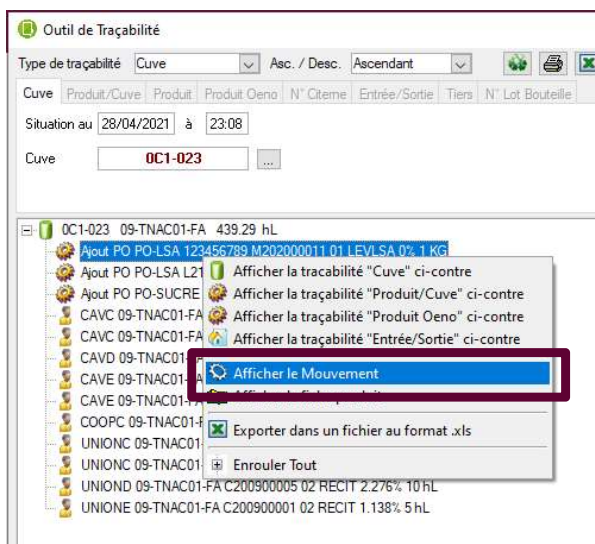 Outil de Traçabilité
Type de traçabilité Cuve Asc. / Desc. Ascendant
Cuve Produit/Cuve Produit Produit Oeno N° Citerne Entrée/Sortie Tiers N° Lot Bouteille
Situation au 28/04/2021 à 23:08
Cuve 0C1-023 ...
0C1-023 09-TNAC01-FA 439.29 hL
Ajout PO PO-LSA 123456789 M202000011 01 LEVLSA 0% 1 KG
Ajout PO PO-LSA L21
Afficher la tracabilité "Cuve" ci-contre
Ajout PO PO-SUCRE
Afficher la traçabilité "Produit/Cuve" ci-contre
CAVC 09-TNAC01-FA
Afficher la traçabilité "Produit Oeno" ci-contre
CAVC 09-TNAC01-FA
Afficher la traçabilité "Entrée/Sortie" ci-contre
CAVD 09-TNAC01-FA
CAVE 09-TNAC01-FA
Afficher le Mouvement
CAVE 09-TNAC01-FA
COOPC 09-TNAC01-F
Exporter dans un fichier au format .xls
UNIONC 09-TNAC01-
UNIONC 09-TNAC01-
Enrouler Tout
UNIOND 09-TNAC01-FA C200900005 02 RECIT 2.276% 10 hL
UNIONE 09-TNAC01-FA C200900001 02 RECIT 1.138% 5 hL